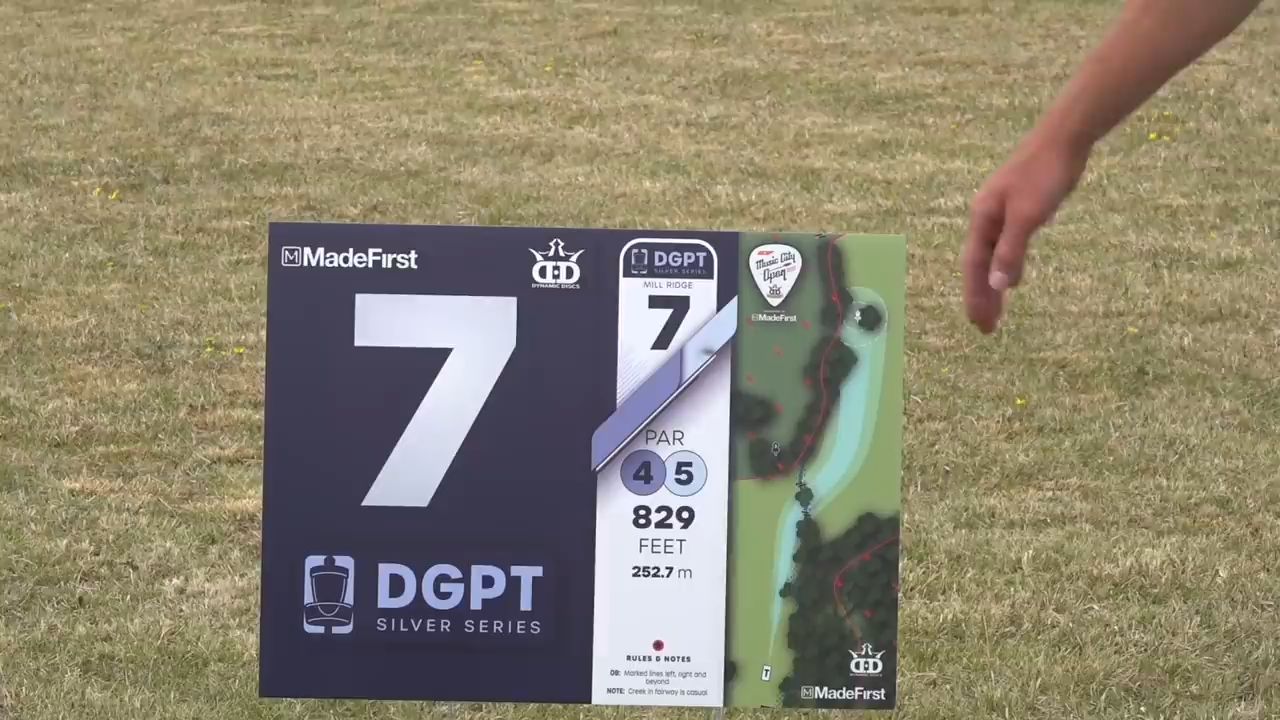 MadeFirst
DYNAMIC DISCS
7
DGPT
SILVER SERIES
DGPT
SILVER SERIES
MILL RIDGE
7
PAR
4 5
829
FEET
252.7 m
RULES & NOTES
OB: Marked lines left, right and
beyond
NOTE: Creek in fairway is casual
Music City
Open
MadeFirst
T
DYNAMIC DISCS
MadeFirst